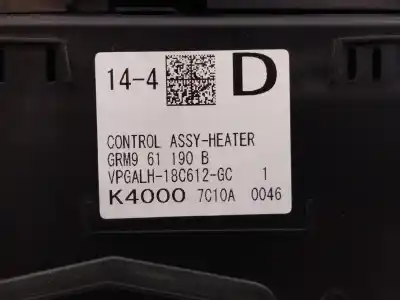 14-4 D
CONTROL ASSY-HEATER
GRM9 61 190 B
VPGALH-18C612-GC 1
K4000 7C10A 0046